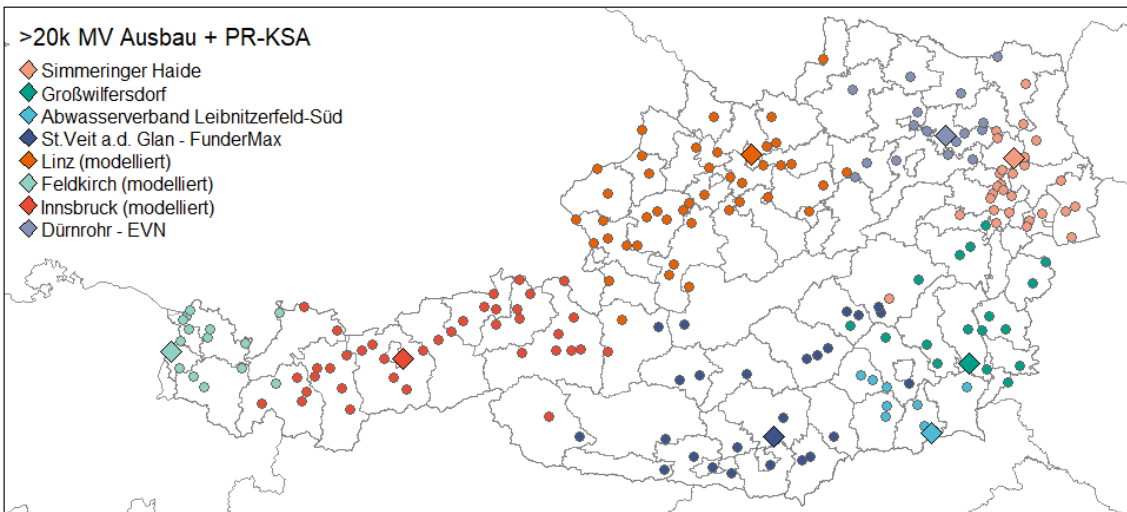 >20k MV Ausbau + PR-KSA
Simmeringer Haide
Großwilfersdorf
Abwasserverband Leibnitzerfeld-Süd
St.Veit a.d. Glan - FunderMax
Linz (modelliert)
Feldkirch (modelliert)
Innsbruck (modelliert)
Dürnrohr - EVN